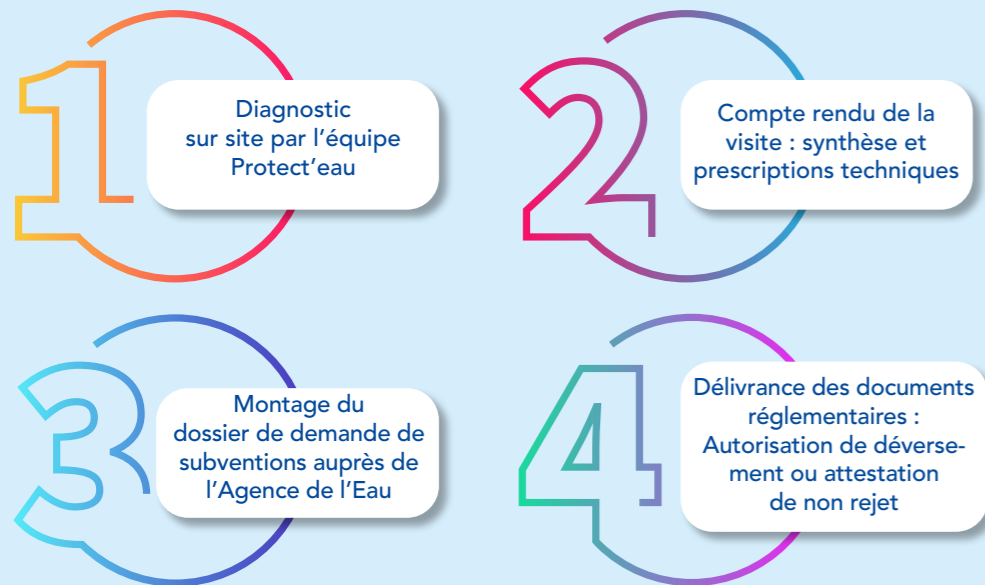 1
Diagnostic
sur site par l'équipe
Protect'eau
2
Compte rendu de la
visite : synthèse et
prescriptions techniques
3
Montage du
dossier de demande de
subventions auprès de
l'Agence de l'Eau
4
Délivrance des documents
réglementaires :
Autorisation de déverse-
ment ou attestation
de non rejet